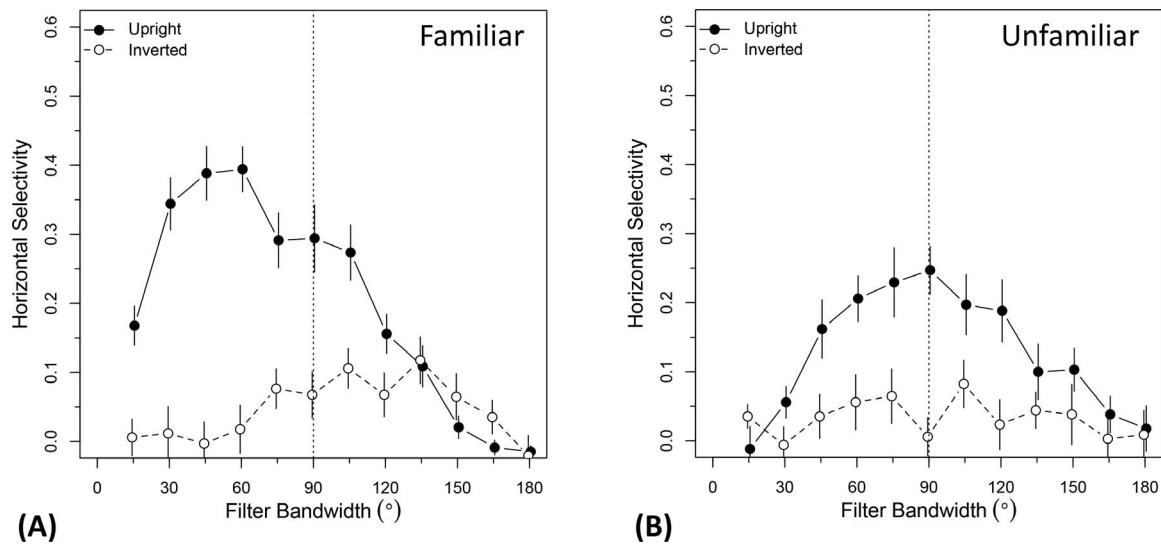 Upright
Inverted
Familiar
Horizontal Selectivity
0.6
0.5
0.4
0.3
0.2
0.1
0.0
0 30 60 90 120 150 180
Filter Bandwidth (°)
(A)
Upright
Inverted
Unfamiliar
Horizontal Selectivity
0.6
0.5
0.4
0.3
0.2
0.1
0.0
0 30 60 90 120 150 180
Filter Bandwidth (°)
(B)